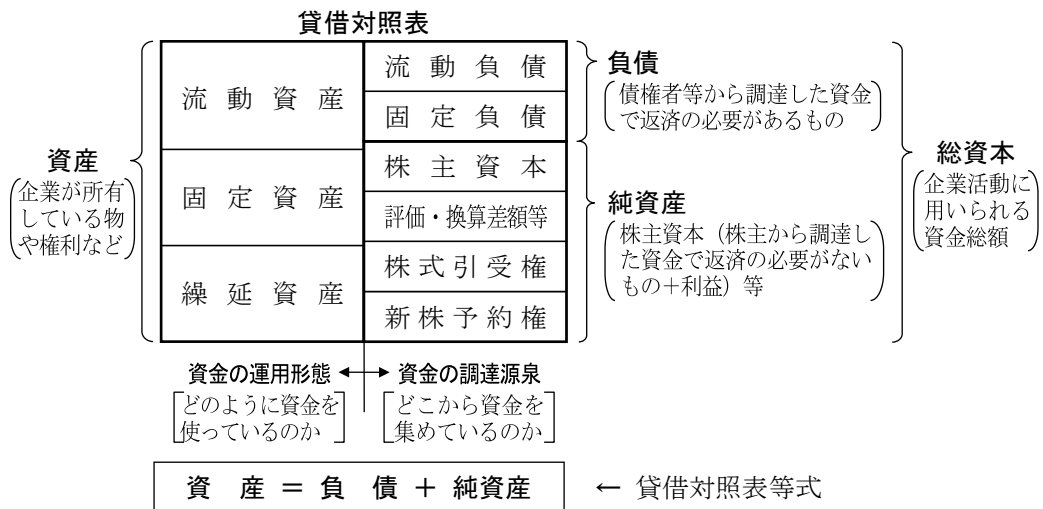 貸借対照表
資産
(企業が所有
している物
や権利など)
流動資産
固定資産
繰延資産
流動負債
固定負債
株主資本
評価・換算差額等
株式引受権
新株予約権
負債
(債権者等から調達した資金
で返済の必要があるもの)
純資産
(株主資本（株主から調達し
た資金で返済の必要がない
もの＋利益）等)
総資本
(企業活動に
用いられる
資金総額)
資金の運用形態 ↔ 資金の調達源泉
[どのように資金を
使っているのか]
[どこから資金を
集めているのか]
資産＝負債＋純資産 ← 貸借対照表等式